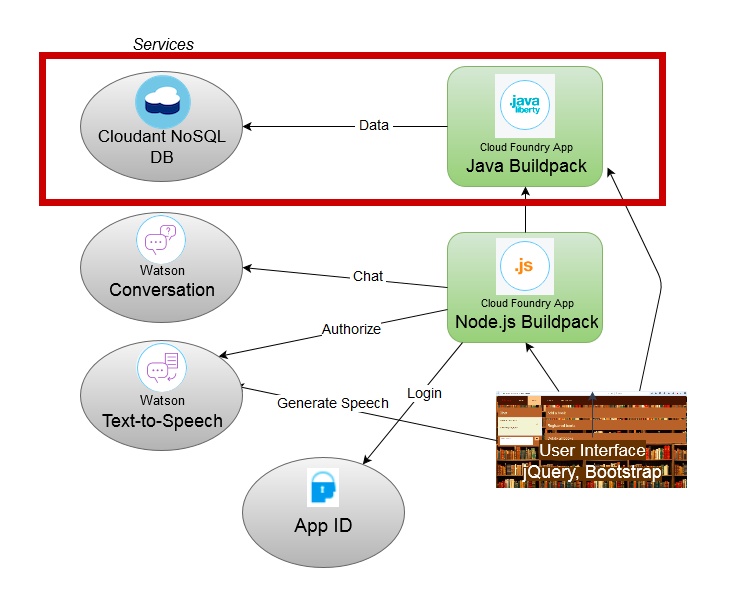 Services
Cloudant NoSQL
DB
Data
.java
liberty
Cloud Foundry App
Java Buildpack
Watson
Conversation
Chat
.js
Cloud Foundry App
Node.js Buildpack
Authorize
Watson
Text-to-Speech
Generate Speech
Login
User Interface
jQuery, Bootstrap
App ID